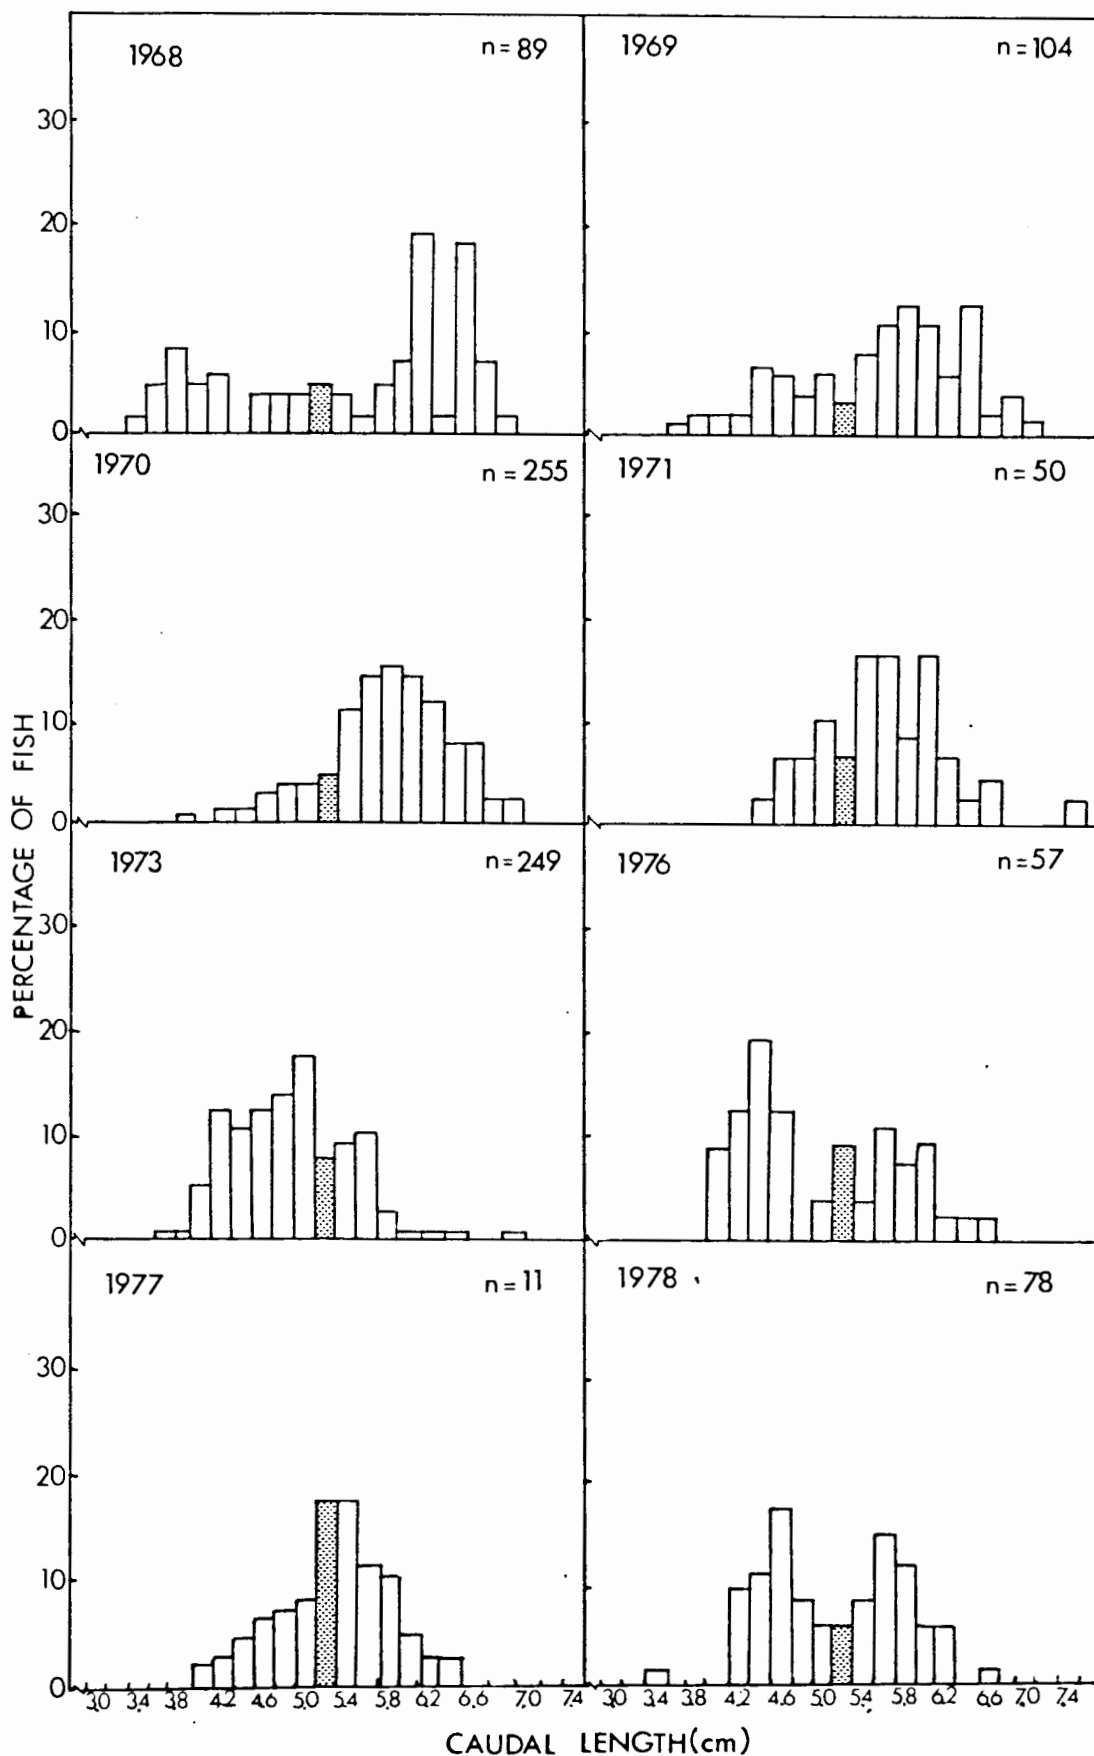 1968 n=89
1969 n=104
30
20
10
0
1970 n=255
1971 n=50
30
20
10
0
1973 n=249
1976 n=57
30
20
10
0
1977 n=11
1978 n=78
30
20
10
0
3.0 3.4 3.8 4.2 4.6 5.0 5.4 5.8 6.2 6.6 7.0 7.4
3.0 3.4 3.8 4.2 4.6 5.0 5.4 5.8 6.2 6.6 7.0 7.4
PERCENTAGE OF FISH
CAUDAL LENGTH(cm)